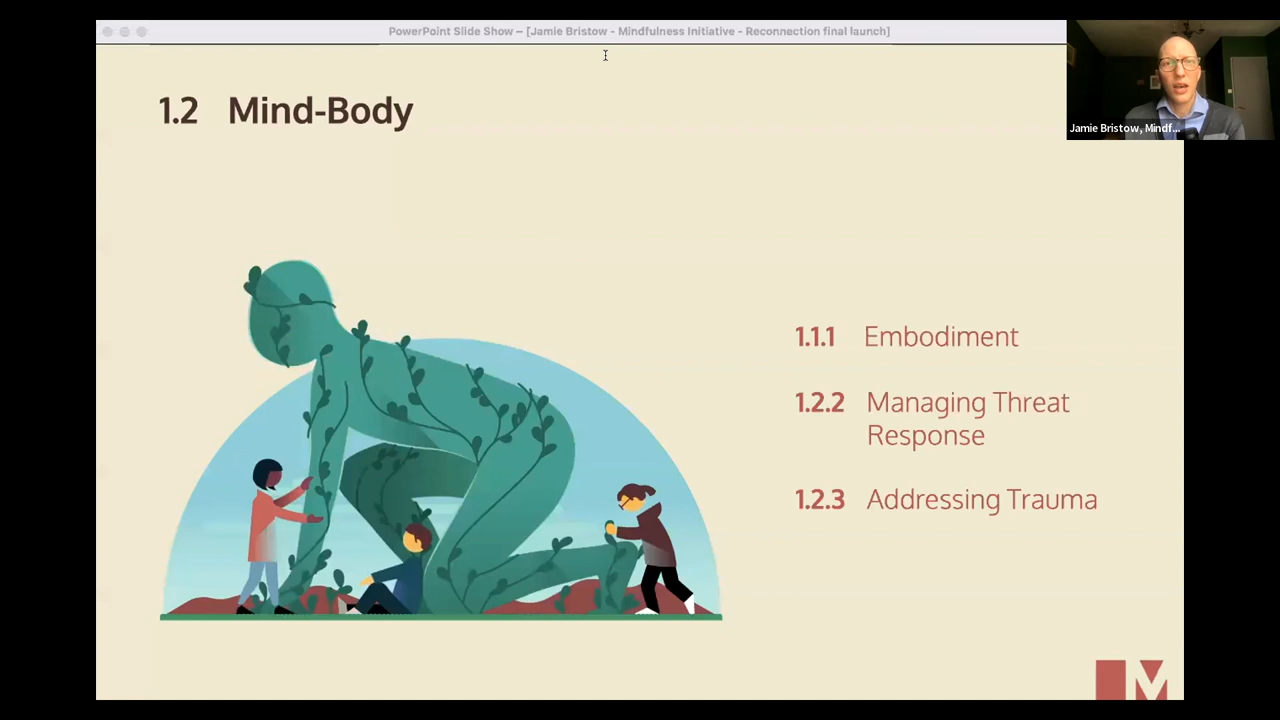 PowerPoint Slide Show – [Jamie Bristow - Mindfulness Initiative - Reconnection final launch]
Jamie Bristow, Mindf...
1.2 Mind-Body
1.1.1 Embodiment
1.2.2 Managing Threat
Response
1.2.3 Addressing Trauma
M